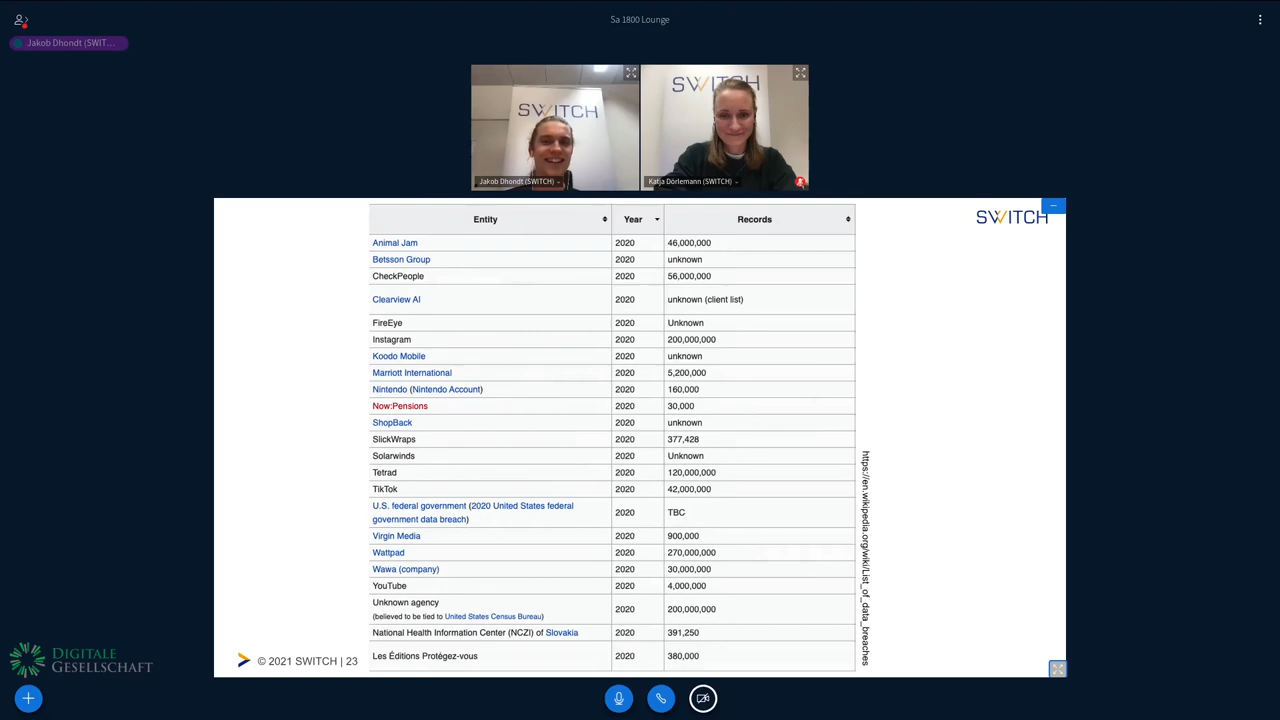 Sa 1800 Lounge
Jakob Dhondt (SWIT...
SWITCH
SWITCH
Jakob Dhondt (SWITCH)
Katja Dörlemann (SWITCH)
SWITCH
Entity Year Records
Animal Jam 2020 46,000,000
Betsson Group 2020 unknown
CheckPeople 2020 56,000,000
Clearview AI 2020 unknown (client list)
FireEye 2020 Unknown
Instagram 2020 200,000,000
Koodo Mobile 2020 unknown
Marriott International 2020 5,200,000
Nintendo (Nintendo Account) 2020 160,000
Now:Pensions 2020 30,000
ShopBack 2020 unknown
SlickWraps 2020 377,428
Solarwinds 2020 Unknown
Tetrad 2020 120,000,000
TikTok 2020 42,000,000
U.S. federal government (2020 United States federal
government data breach) 2020 TBC
Virgin Media 2020 900,000
Wattpad 2020 270,000,000
Wawa (company) 2020 30,000,000
YouTube 2020 4,000,000
Unknown agency
(believed to be tied to United States Census Bureau) 2020 200,000,000
National Health Information Center (NCZI) of Slovakia 2020 391,250
Les Éditions Protégez-vous 2020 380,000
https://en.wikipedia.org/wiki/List_of_data_breaches
© 2021 SWITCH | 23
DIGITALE
GESELLSCHAFT